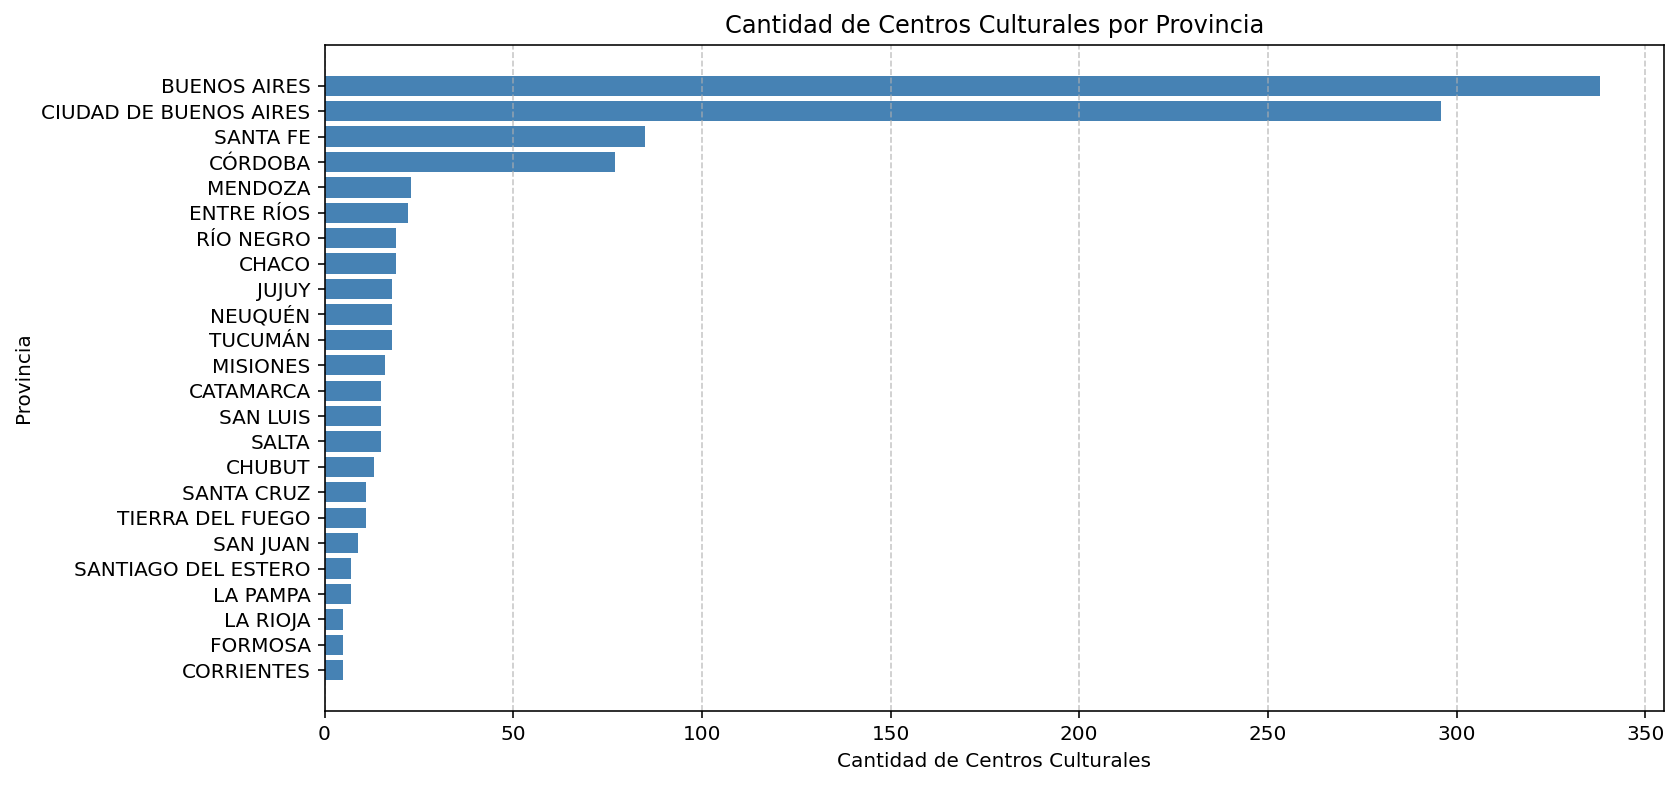 Cantidad de Centros Culturales por Provincia
BUENOS AIRES
CIUDAD DE BUENOS AIRES
SANTA FE
CÓRDOBA
MENDOZA
ENTRE RÍOS
RÍO NEGRO
CHACO
JUJUY
NEUQUÉN
TUCUMÁN
MISIONES
CATAMARCA
SAN LUIS
SALTA
CHUBUT
SANTA CRUZ
TIERRA DEL FUEGO
SAN JUAN
SANTIAGO DEL ESTERO
LA PAMPA
LA RIOJA
FORMOSA
CORRIENTES
Provincia
0 50 100 150 200 250 300 350
Cantidad de Centros Culturales